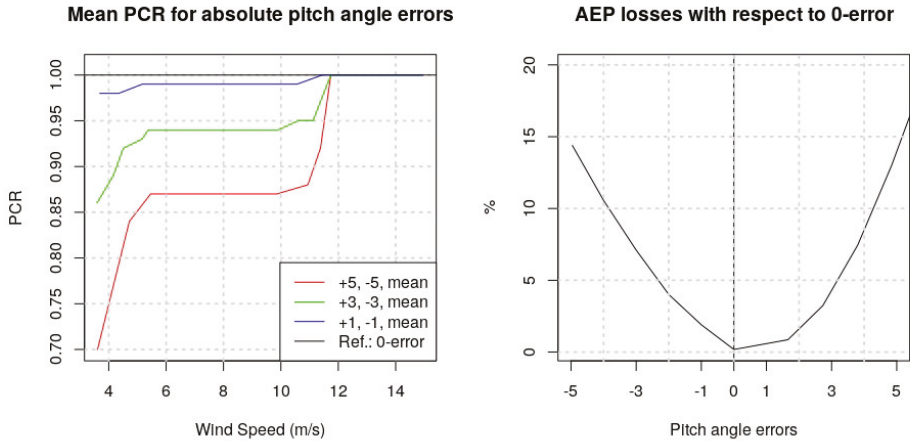 Mean PCR for absolute pitch angle errors
PCR
1.00
0.95
0.90
0.85
0.80
0.75
0.70
+5, -5, mean
+3, -3, mean
+1, -1, mean
Ref.: 0-error
4 6 8 10 12 14
Wind Speed (m/s)
AEP losses with respect to 0-error
%
20
15
10
5
0
-5 -3 -1 0 1 3 5
Pitch angle errors